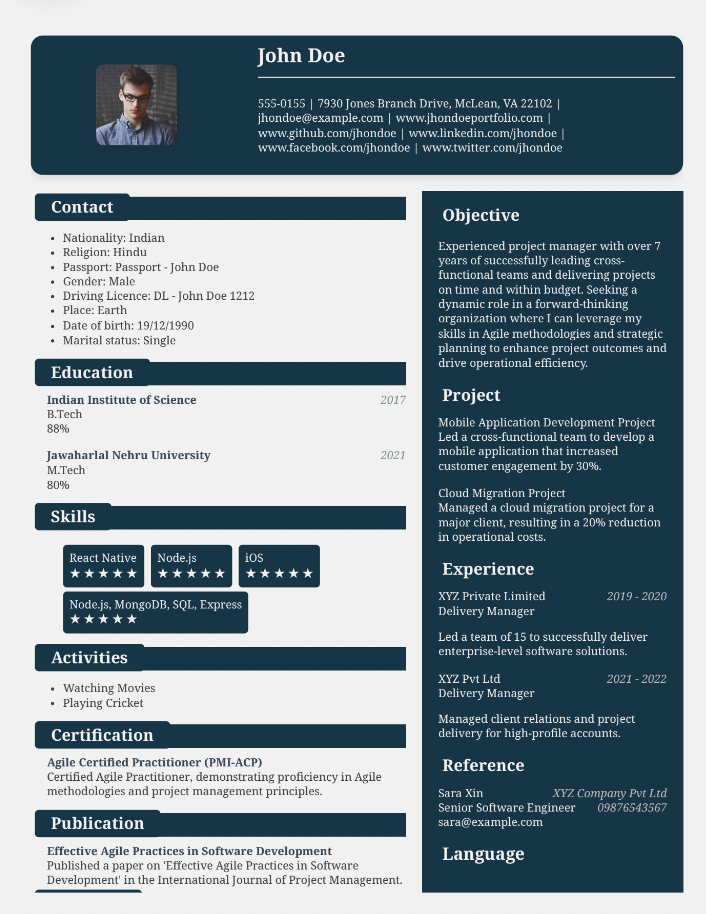 John Doe
555-0155 | 7930 Jones Branch Drive, McLean, VA 22102 |
jhondoe@example.com | www.jhondoeportfolio.com |
www.github.com/jhondoe | www.linkedin.com/jhondoe |
www.facebook.com/jhondoe | www.twitter.com/jhondoe
Contact
• Nationality: Indian
• Religion: Hindu
• Passport: Passport - John Doe
• Gender: Male
• Driving Licence: DL - John Doe 1212
• Place: Earth
• Date of birth: 19/12/1990
• Marital status: Single
Education
Indian Institute of Science 2017
B.Tech
88%
Jawaharlal Nehru University 2021
M.Tech
80%
Skills
React Native
★★★★★
Node.js
★★★★★
iOS
★★★★★
Node.js, MongoDB, SQL, Express
★★★★★
Activities
• Watching Movies
• Playing Cricket
Certification
Agile Certified Practitioner (PMI-ACP)
Certified Agile Practitioner, demonstrating proficiency in Agile
methodologies and project management principles.
Publication
Effective Agile Practices in Software Development
Published a paper on 'Effective Agile Practices in Software
Development' in the International Journal of Project Management.
Objective
Experienced project manager with over 7
years of successfully leading cross-
functional teams and delivering projects
on time and within budget. Seeking a
dynamic role in a forward-thinking
organization where I can leverage my
skills in Agile methodologies and strategic
planning to enhance project outcomes and
drive operational efficiency.
Project
Mobile Application Development Project
Led a cross-functional team to develop a
mobile application that increased
customer engagement by 30%.
Cloud Migration Project
Managed a cloud migration project for a
major client, resulting in a 20% reduction
in operational costs.
Experience
XYZ Private Limited 2019 - 2020
Delivery Manager
Led a team of 15 to successfully deliver
enterprise-level software solutions.
XYZ Pvt Ltd 2021 - 2022
Delivery Manager
Managed client relations and project
delivery for high-profile accounts.
Reference
Sara Xin XYZ Company Pvt Ltd
Senior Software Engineer 09876543567
sara@example.com
Language